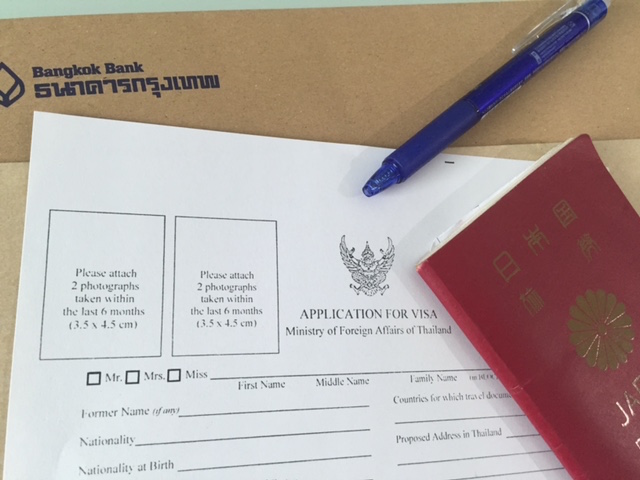 Bangkok Bank
ธนาคารกรุงเทพ
Please attach
2 photographs
taken within
the last 6 months
(3.5 x 4.5 cm)
Please attach
2 photographs
taken within
the last 6 months
(3.5 x 4.5 cm)
APPLICATION FOR VISA
Ministry of Foreign Affairs of Thailand
Mr. Mrs. Miss
First Name Middle Name Family Name
Former Name (if any)
Countries for which travel docum
Nationality
Proposed Address in Thailand
Nationality at Birth
日本国
旅券
JA